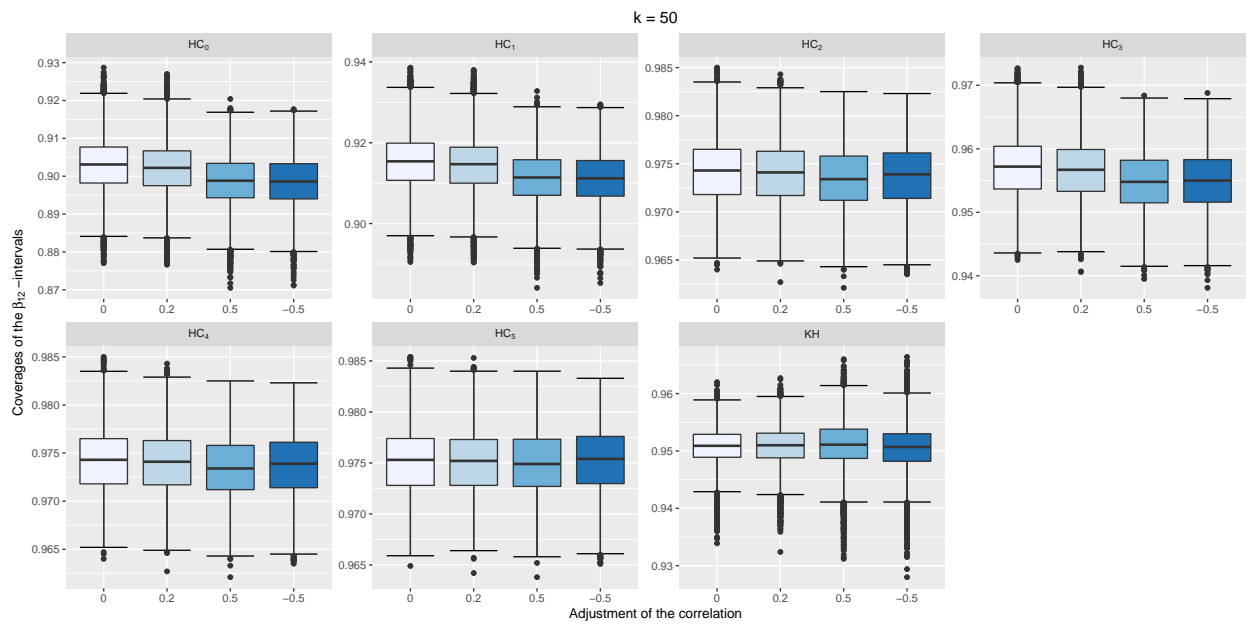 k = 50
HC₀
HC₁
HC₂
HC₃
0.93
0.92
0.91
0.90
0.89
0.88
0.87
0.94
0.92
0.90
0.985
0.980
0.975
0.970
0.965
0.97
0.96
0.95
0.94
0 0.2 0.5 −0.5
0 0.2 0.5 −0.5
0 0.2 0.5 −0.5
0 0.2 0.5 −0.5
Coverages of the β₁₂ −intervals
HC₄
HC₅
KH
0.985
0.980
0.975
0.970
0.965
0.985
0.980
0.975
0.970
0.965
0.96
0.95
0.94
0.93
0 0.2 0.5 −0.5
0 0.2 0.5 −0.5
0 0.2 0.5 −0.5
Adjustment of the correlation